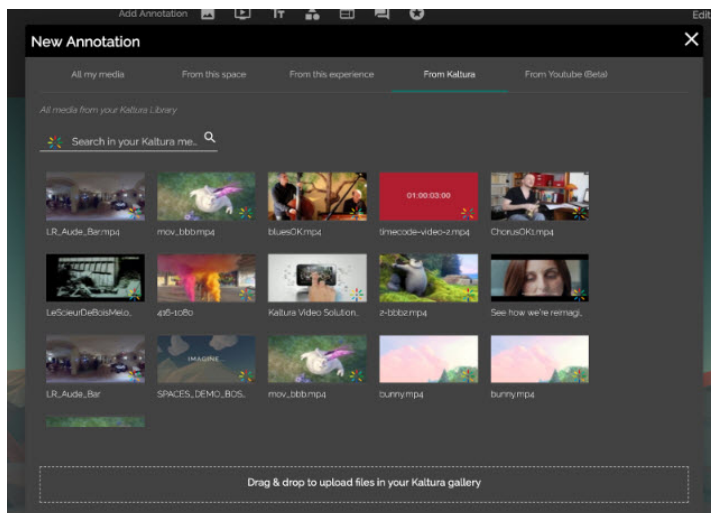 Add Annotation
Edit
New Annotation
All my media
From this space
From this experience
From Kaltura
From Youtube (Beta)
All media from your Kaltura Library
Search in your Kaltura me..
01:00:03:00
LR_Aude_Bar.mp4
mov_bbb.mp4
bluesOK.mp4
timecode-video-2.mp4
ChorusOK1.mp4
LeScieurDeBoisMelo..
416-1080
Kaltura Video Solution..
2-bbb2.mp4
See how we're reimagi..
IMAGINE
LR_Aude_Bar
SPACES_DEMO_BOS..
mov_bbb.mp4
bunny.mp4
bunny.mp4
Drag & drop to upload files in your Kaltura gallery